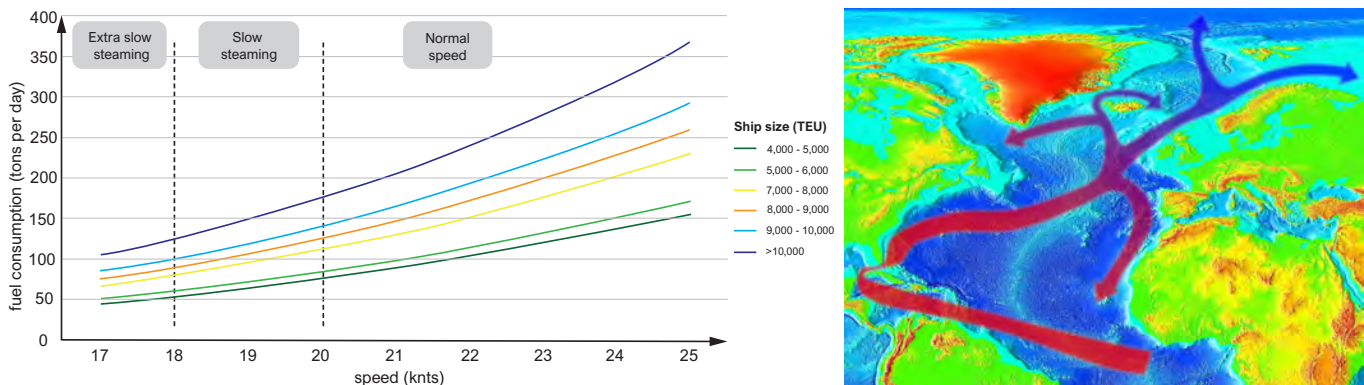 400
350
300
250
200
150
100
50
0
fuel consumption (tons per day)
Extra slow
steaming
Slow
steaming
Normal
speed
17 18 19 20 21 22 23 24 25
speed (knts)
Ship size (TEU)
4,000 - 5,000
5,000 - 6,000
7,000 - 8,000
8,000 - 9,000
9,000 - 10,000
>10,000